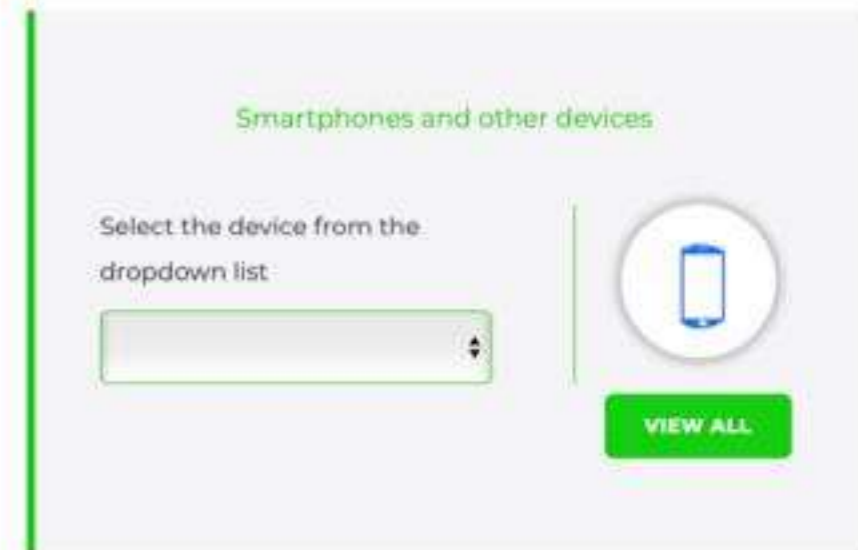 Smartphones and other devices
Select the device from the
dropdown list
VIEW ALL